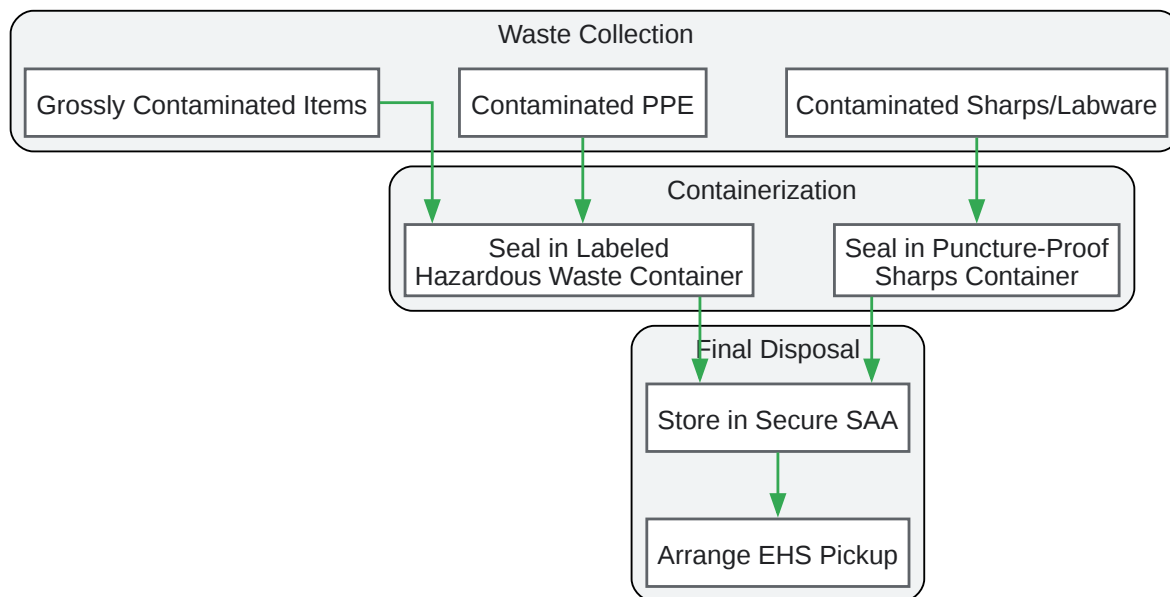 Waste Collection
Grossly Contaminated Items
Contaminated PPE
Contaminated Sharps/Labware
Containerization
Seal in Labeled
Hazardous Waste Container
Seal in Puncture-Proof
Sharps Container
Final Disposal
Store in Secure SAA
Arrange EHS Pickup